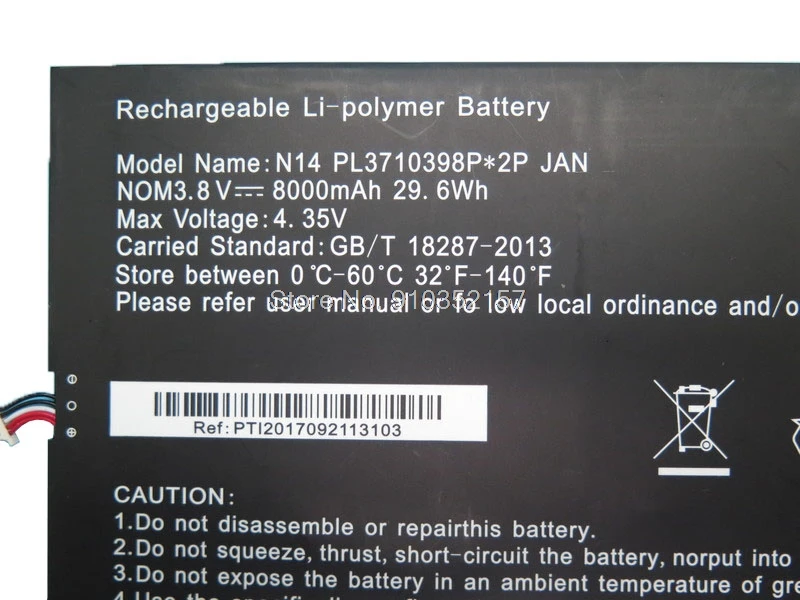 Rechargeable Li-polymer Battery
Model Name:N14 PL3710398P*2P JAN
NOM3.8V⎓ 8000mAh 29.6Wh
Max Voltage:4.35V
Carried Standard:GB/T 18287-2013
Store between 0℃-60℃ 32°F-140°F
Please refer user manual or to low local ordinance and/o
Store No: 910352157
Ref:PTI2017092113103
CAUTION:
1.Do not disassemble or repairthis battery.
2.Do not squeeze, thrust, short-circuit the battery, norput into
3.Do not expose the battery in an ambient temperature of gre